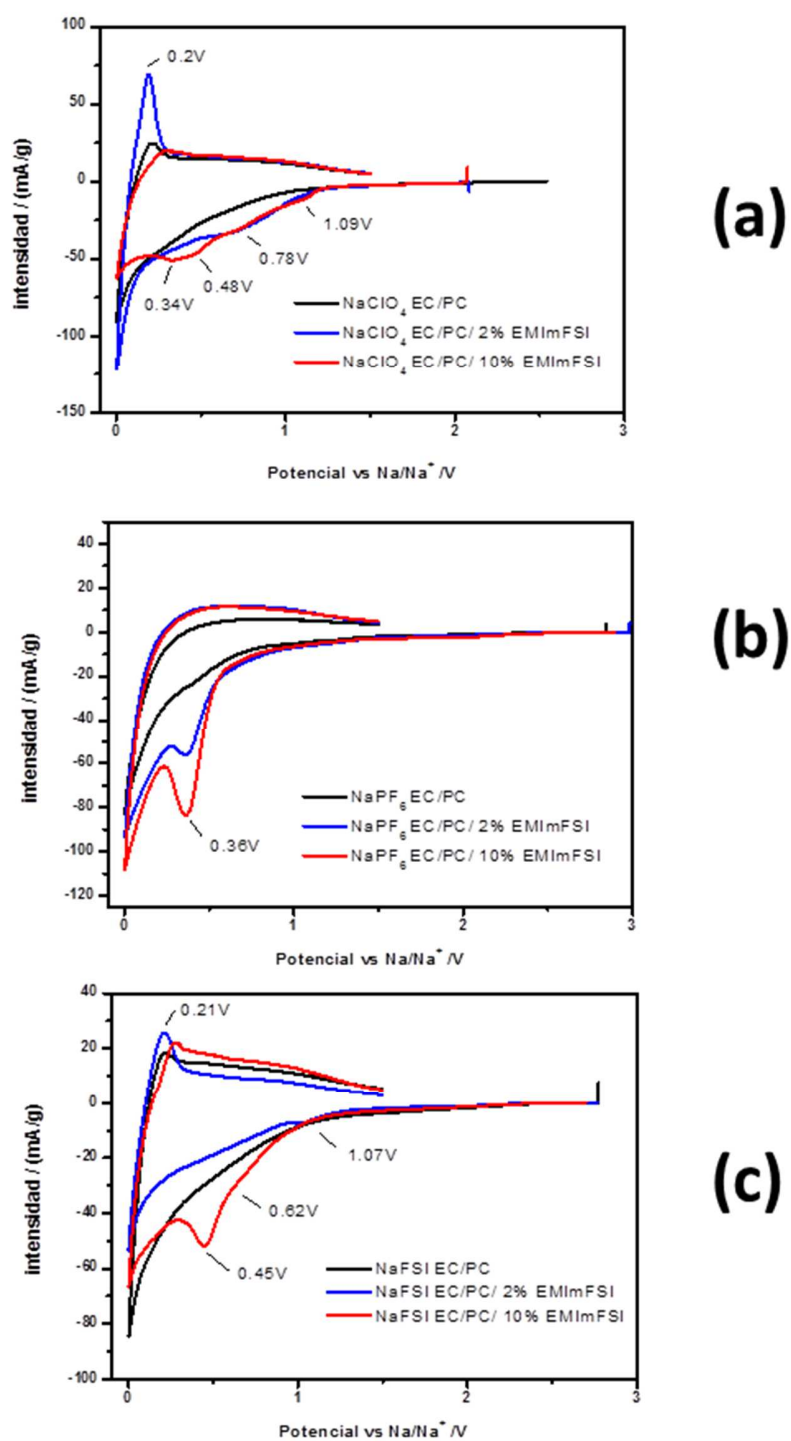 100
50
0
-50
-100
-150
intensidad / (mA/g)
0.2V
1.09V
0.78V
0.48V
0.34V
NaClO4 EC/PC
NaClO4 EC/PC/ 2% EMImFSI
NaClO4 EC/PC/ 10% EMImFSI
0 1 2 3
Potencial vs Na/Na+ /V
(a)
40
20
0
-20
-40
-60
-80
-100
-120
intensidad / (mA/g)
0.36V
NaPF6 EC/PC
NaPF6 EC/PC/ 2% EMImFSI
NaPF6 EC/PC/ 10% EMImFSI
0 1 2 3
Potencial vs Na/Na+ /V
(b)
40
20
0
-20
-40
-60
-80
-100
intensidad / (mA/g)
0.21V
1.07V
0.62V
0.45V
NaFSI EC/PC
NaFSI EC/PC/ 2% EMImFSI
NaFSI EC/PC/ 10% EMImFSI
0 1 2 3
Potencial vs Na/Na+ /V
(c)